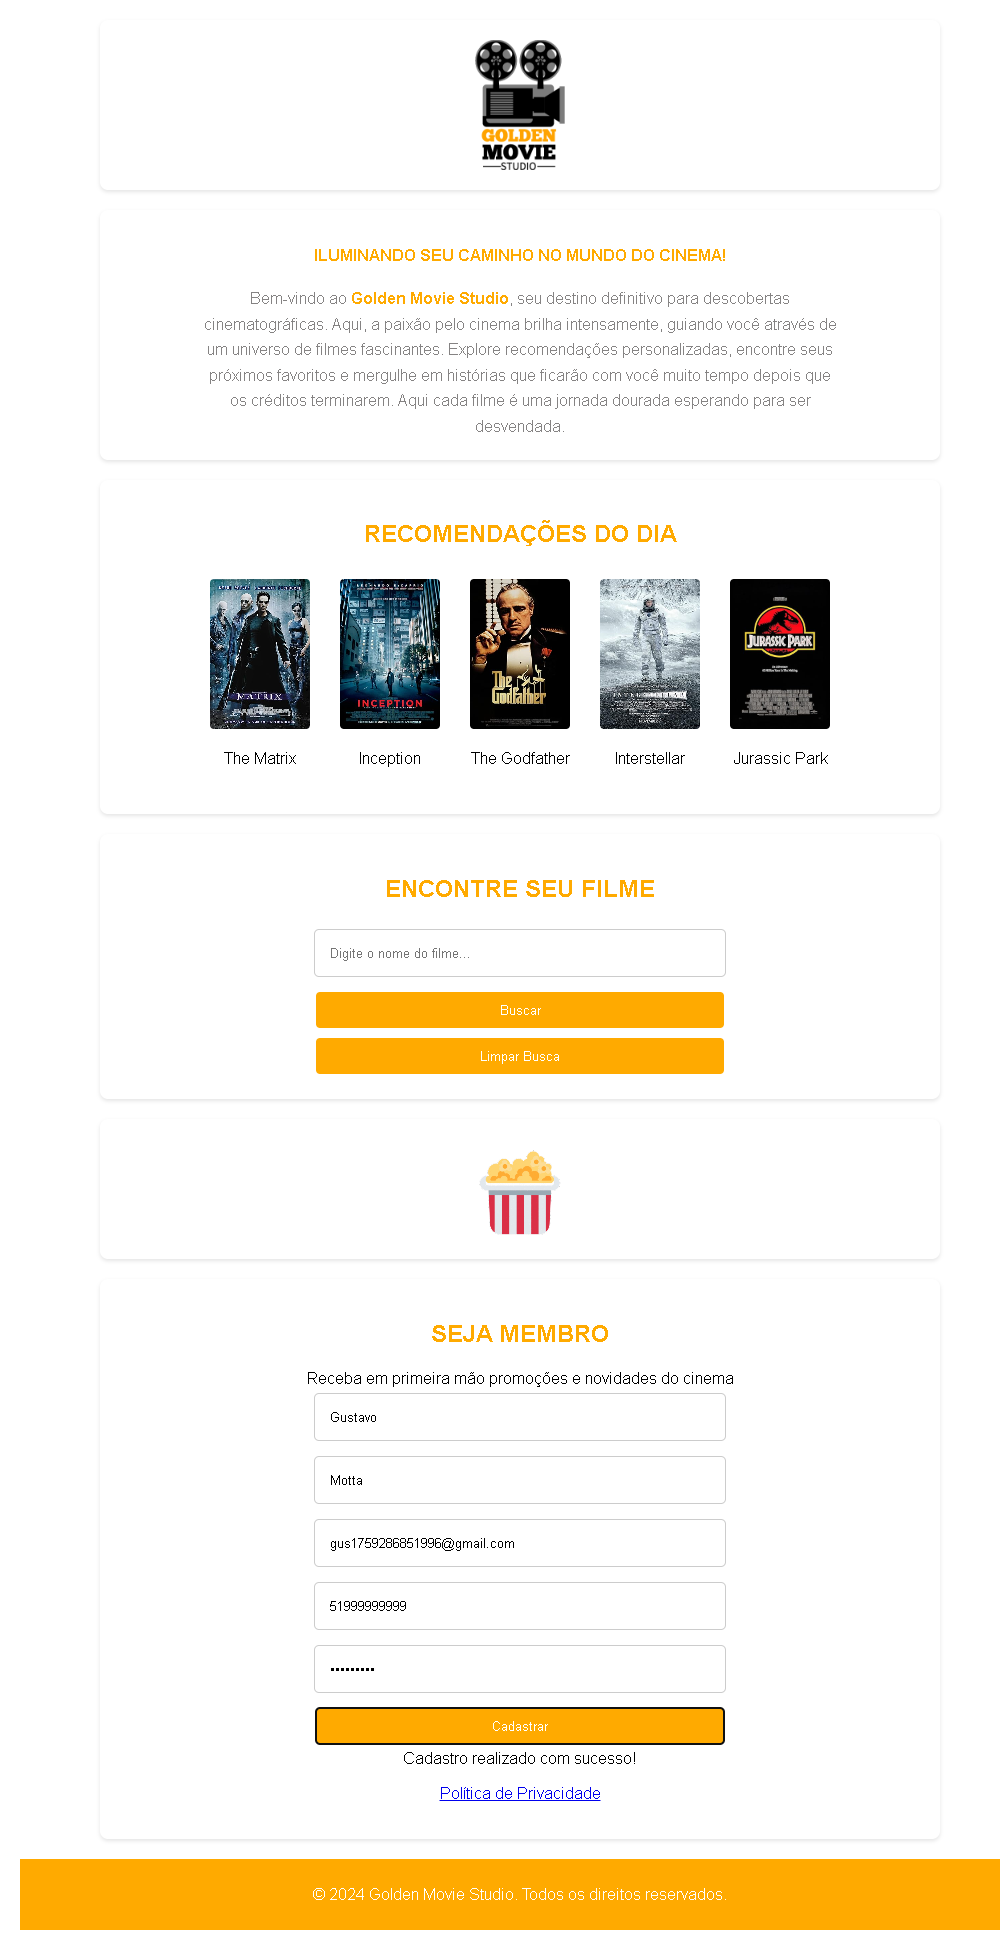 GOLDEN
MOVIE
STUDIO
ILUMINANDO SEU CAMINHO NO MUNDO DO CINEMA!
Bem-vindo ao Golden Movie Studio, seu destino definitivo para descobertas
cinematográficas. Aqui, a paixão pelo cinema brilha intensamente, guiando você através de
um universo de filmes fascinantes. Explore recomendações personalizadas, encontre seus
próximos favoritos e mergulhe em histórias que ficarão com você muito tempo depois que
os créditos terminarem. Aqui cada filme é uma jornada dourada esperando para ser
desvendada.
RECOMENDAÇÕES DO DIA
MATRIX
INCEPTION
The Godfather
INTERSTELLAR
JURASSIC PARK
The Matrix
Inception
The Godfather
Interstellar
Jurassic Park
ENCONTRE SEU FILME
Digite o nome do filme...
Buscar
Limpar Busca
SEJA MEMBRO
Receba em primeira mão promoções e novidades do cinema
Gustavo
Motta
gus1759286851996@gmail.com
51999999999
•••••••••
Cadastrar
Cadastro realizado com sucesso!
Política de Privacidade
© 2024 Golden Movie Studio. Todos os direitos reservados.